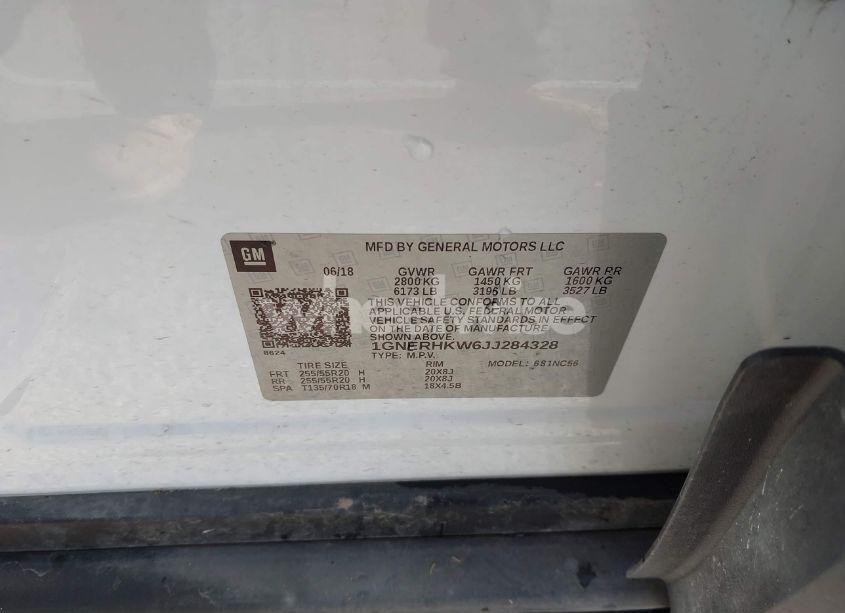 GM
MFD BY GENERAL MOTORS LLC
06/18 GVWR GAWR FRT GAWR RR
2800 KG 1450 KG 1600 KG
6173 LB 3196 LB 3527 LB
THIS VEHICLE CONFORMS TO ALL
APPLICABLE U.S. FEDERAL MOTOR
VEHICLE SAFETY STANDARDS IN EFFECT
ON THE DATE OF MANUFACTURE
SHOWN ABOVE.
8624
1GNERHKW6JJ284328
TYPE: M.P.V. MODEL: 681NC56
TIRE SIZE RIM
FRT 255/55R20 H 20X8J
RR 255/55R20 H 20X8J
SPA T135/70R18 M 18X4.5B